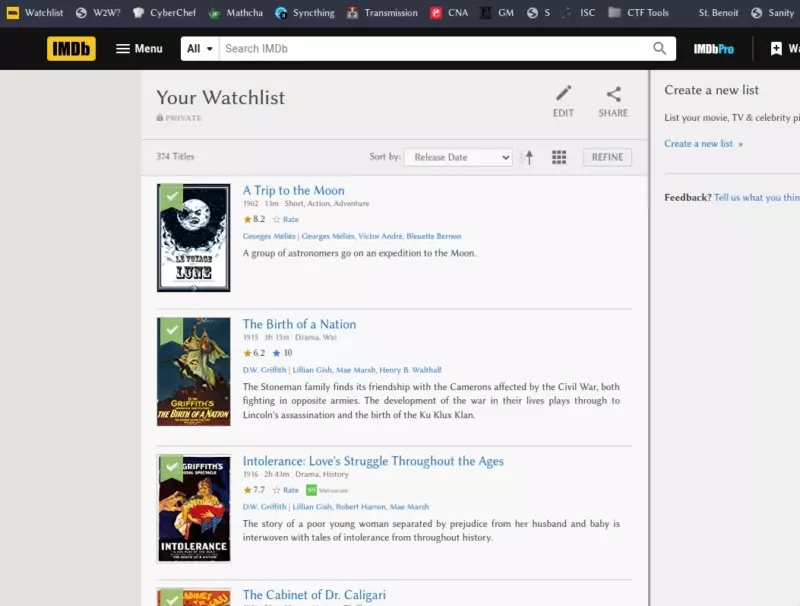 Watchlist W2W? CyberChef Mathcha Syncthing Transmission CNA GM S ISC CTF Tools St. Benoit Sanity
IMDb Menu All Search IMDb IMDbPro Wa
Your Watchlist
PRIVATE
EDIT
SHARE
374 Titles
Sort by: Release Date
REFINE
A Trip to the Moon
1902 13m Short, Action, Adventure
8.2 Rate
Georges Méliès | Georges Méliès, Victor André, Bleuette Bernon
A group of astronomers go on an expedition to the Moon.
LE VOYAGE
LUNE
The Birth of a Nation
1915 3h 15m Drama, War
6.2 10
D.W. Griffith | Lillian Gish, Mae Marsh, Henry B. Walthall
The Stoneman family finds its friendship with the Camerons affected by the Civil War, both
fighting in opposite armies. The development of the war in their lives plays through to
Lincoln's assassination and the birth of the Ku Klux Klan.
GRIFFITH'S
THE BIRTH OF A NATION
Intolerance: Love's Struggle Throughout the Ages
1916 2h 43m Drama, History
7.7 Rate 99 Metascore
D.W. Griffith | Lillian Gish, Robert Harron, Mae Marsh
The story of a poor young woman separated by prejudice from her husband and baby is
interwoven with tales of intolerance from throughout history.
GRIFFITH'S
INTOLERANCE
The Cabinet of Dr. Caligari
Create a new list
List your movie, TV & celebrity pi
Create a new list »
Feedback? Tell us what you thin